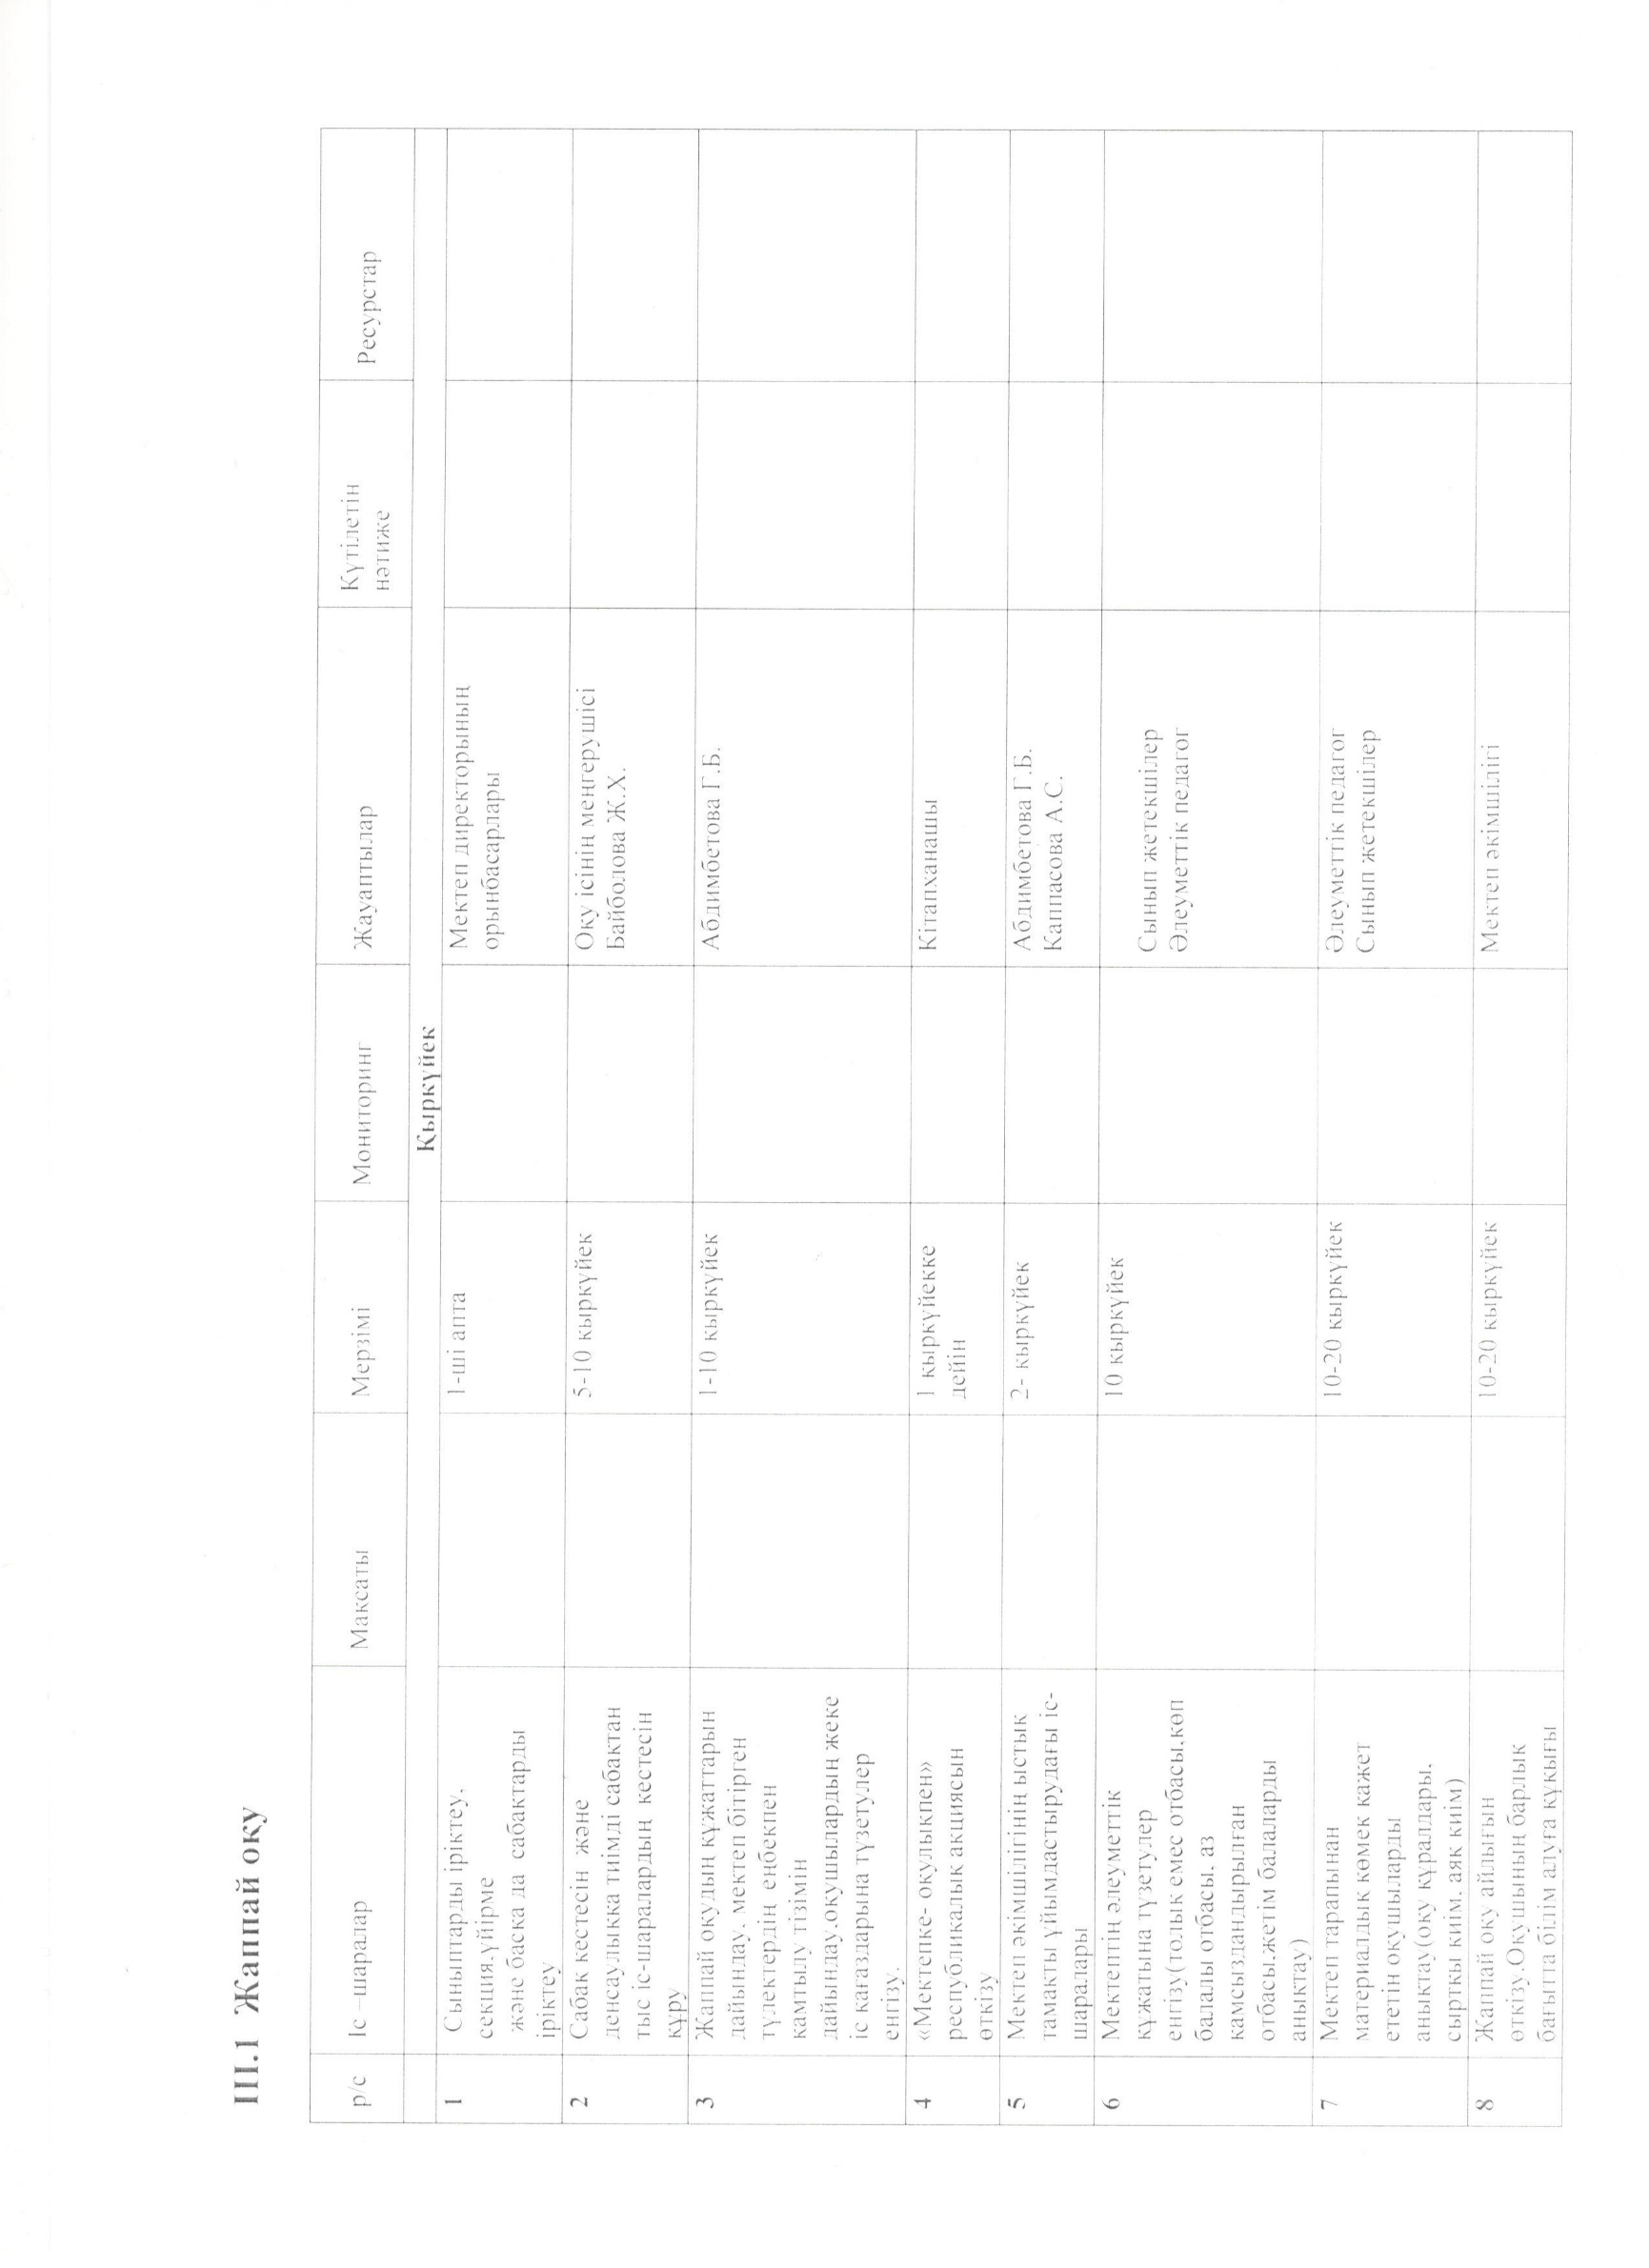 III.1 Жаппай оқу
р/с Іс –шаралар Мақсаты Мерзімі Мониторинг Жауаптылар Күтілетін
нәтиже Ресурстар
Қыркүйек
1 Сыныптарды іріктеу,
секция,үйірме
және басқа да сабақтарды
іріктеу
1-ші апта
Мектеп директорының
орынбасарлары
2 Сабақ кестесін және
денсаулыққа тиімді сабақтан
тыс іс-шаралардың кестесін
құру
5-10 қыркүйек
Оқу ісінің меңгерушісі
Байболова Ж.Х.
3 Жаппай оқудың құжаттарын
дайындау, мектеп бітірген
түлектердің еңбекпен
қамтылу тізімін
дайындау,оқушылардың жеке
іс қағаздарына түзетулер
енгізу.
1-10 қыркүйек
Абдимбетова Г.Б.
4 «Мектепке- оқулықпен»
республикалық акциясын
өткізу
1 қыркүйекке
дейін
Кітапханашы
5 Мектеп әкімшілігінің ыстық
тамақты ұйымдастырудағы іс-
шаралары
2- қыркүйек
Абдимбетова Г.Б.
Каппасова А.С.
6 Мектептің әлеуметтік
құжатына түзетулер
енгізу(толық емес отбасы,көп
балалы отбасы, аз
қамсыздандырылған
отбасы,жетім балаларды
анықтау)
10 қыркүйек
Сынып жетекшілер
Әлеуметтік педагог
7 Мектеп тарапынан
материалдық көмек қажет
ететін оқушыларды
анықтау(оқу құралдары,
сыртқы киім, аяқ киім)
10-20 қыркүйек
Әлеуметтік педагог
Сынып жетекшілер
8 Жаппай оқу айлығын
өткізу.Оқушының барлық
бағытта білім алуға құқығы
10-20 қыркүйек
Мектеп әкімшілігі